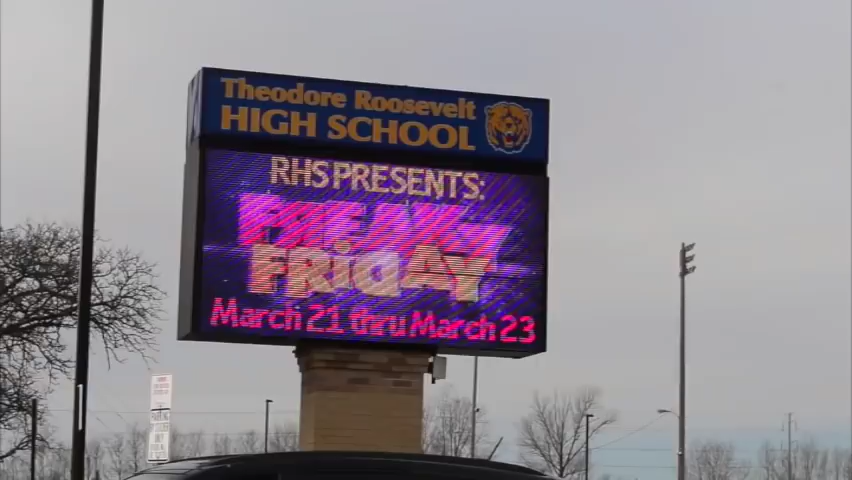 Theodore Roosevelt
HIGH SCHOOL
RHS PRESENTS:
FREAKY
FRiDAY
March 21 thru March 23